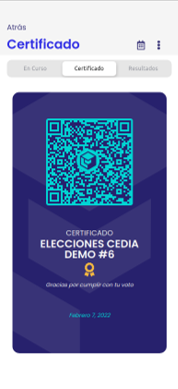 Atrás
Certificado
En Curso Certificado Resultados
CERTIFICADO
ELECCIONES CEDIA
DEMO #6
Gracias por cumplir con tu voto
Febrero 7, 2022